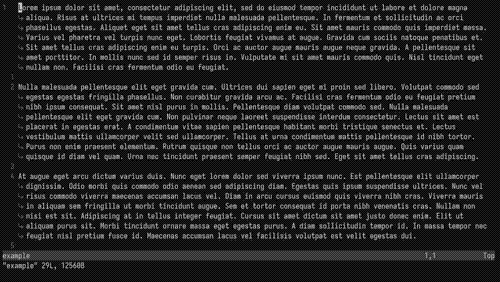 1 Lorem ipsum dolor sit amet, consectetur adipiscing elit, sed do eiusmod tempor incididunt ut labore et dolore magna
↪ aliqua. Risus at ultrices mi tempus imperdiet nulla malesuada pellentesque. In fermentum et sollicitudin ac orci
↪ phasellus egestas. Aliquet eget sit amet tellus cras adipiscing enim eu. Sit amet mauris commodo quis imperdiet massa.
↪ Varius vel pharetra vel turpis nunc eget. Lobortis feugiat vivamus at augue. Gravida cum sociis natoque penatibus et.
↪ Sit amet tellus cras adipiscing enim eu turpis. Orci ac auctor augue mauris augue neque gravida. A pellentesque sit
↪ amet porttitor. In mollis nunc sed id semper risus in. Vulputate mi sit amet mauris commodo quis. Nisl tincidunt eget
↪ nullam non. Facilisi cras fermentum odio eu feugiat.
1
2 Nulla malesuada pellentesque elit eget gravida cum. Ultrices dui sapien eget mi proin sed libero. Volutpat commodo sed
↪ egestas egestas fringilla phasellus. Non curabitur gravida arcu ac. Facilisi cras fermentum odio eu feugiat pretium
↪ nibh ipsum consequat. Sit amet nisl purus in mollis. Pellentesque diam volutpat commodo sed. Nulla malesuada
↪ pellentesque elit eget gravida cum. Non pulvinar neque laoreet suspendisse interdum consectetur. Lectus sit amet est
↪ placerat in egestas erat. A condimentum vitae sapien pellentesque habitant morbi tristique senectus et. Lectus
↪ vestibulum mattis ullamcorper velit sed ullamcorper. Tellus at urna condimentum mattis pellentesque id nibh tortor.
↪ Purus non enim praesent elementum. Rutrum quisque non tellus orci ac auctor augue mauris augue. Quis varius quam
↪ quisque id diam vel quam. Urna nec tincidunt praesent semper feugiat nibh sed. Eget sit amet tellus cras adipiscing.
3
4 At augue eget arcu dictum varius duis. Nunc eget lorem dolor sed viverra ipsum nunc. Est pellentesque elit ullamcorper
↪ dignissim. Odio morbi quis commodo odio aenean sed adipiscing diam. Egestas quis ipsum suspendisse ultrices. Nunc vel
↪ risus commodo viverra maecenas accumsan lacus vel. Diam in arcu cursus euismod quis viverra nibh cras. Viverra mauris
↪ in aliquam sem fringilla ut morbi tincidunt augue. Sem et tortor consequat id porta nibh venenatis cras. Nullam non
↪ nisi est sit. Adipiscing at in tellus integer feugiat. Cursus sit amet dictum sit amet justo donec enim. Elit ut
↪ aliquam purus sit. Morbi tincidunt ornare massa eget egestas purus. A diam sollicitudin tempor id. In massa tempor nec
↪ feugiat nisl pretium fusce id. Maecenas accumsan lacus vel facilisis volutpat est velit egestas dui.
5
example 1,1 Top
"example" 29L, 12560B